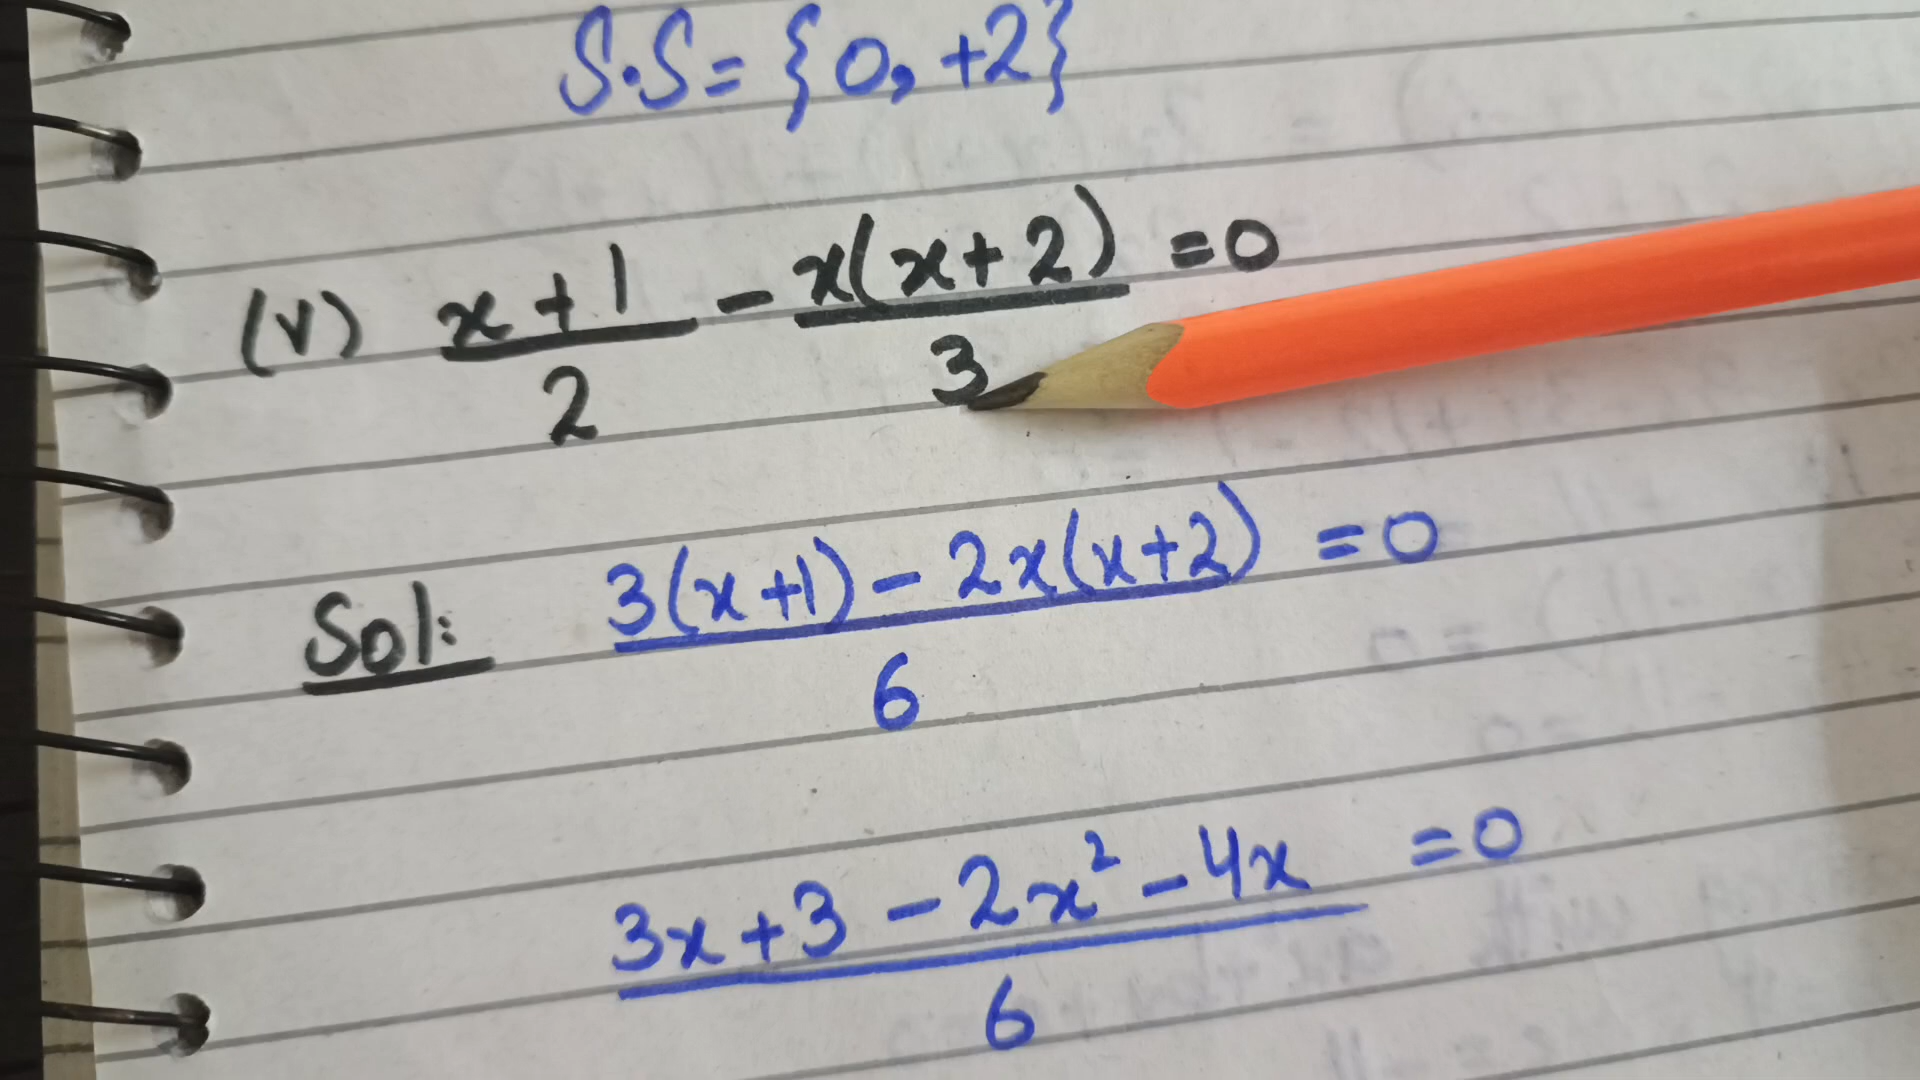 S.S = {0, +2}
(V) x + 1 / 2 - x(x + 2) / 3 = 0
Sol: 3(x + 1) - 2x(x + 2) / 6 = 0
3x + 3 - 2x² - 4x / 6 = 0